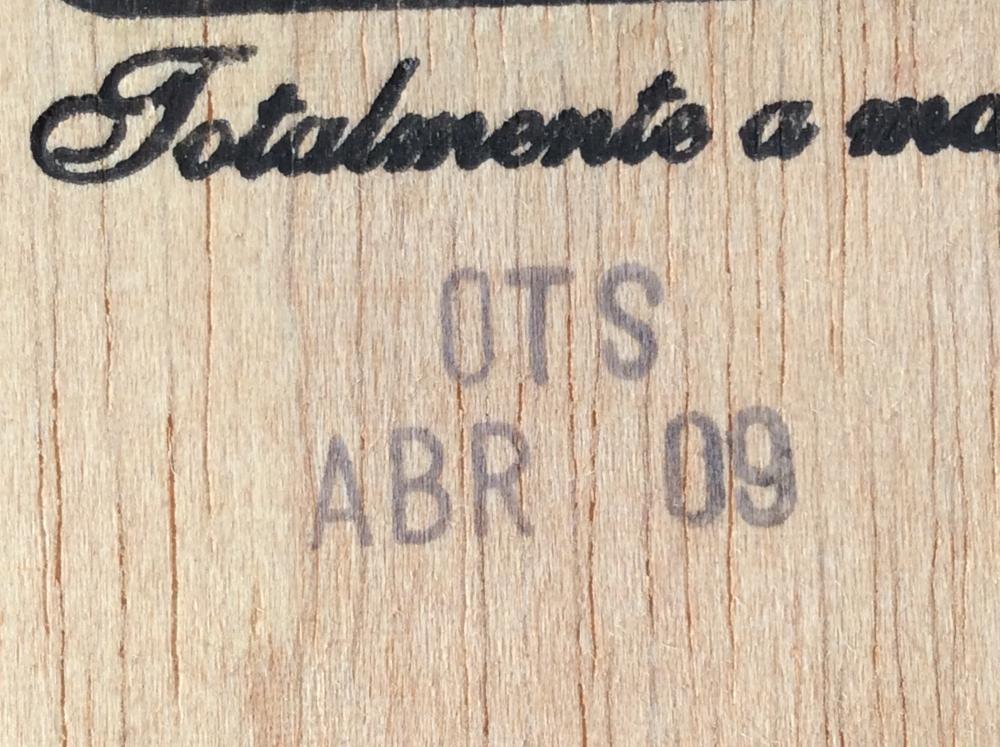 Totalmente a
OTS
ABR 09